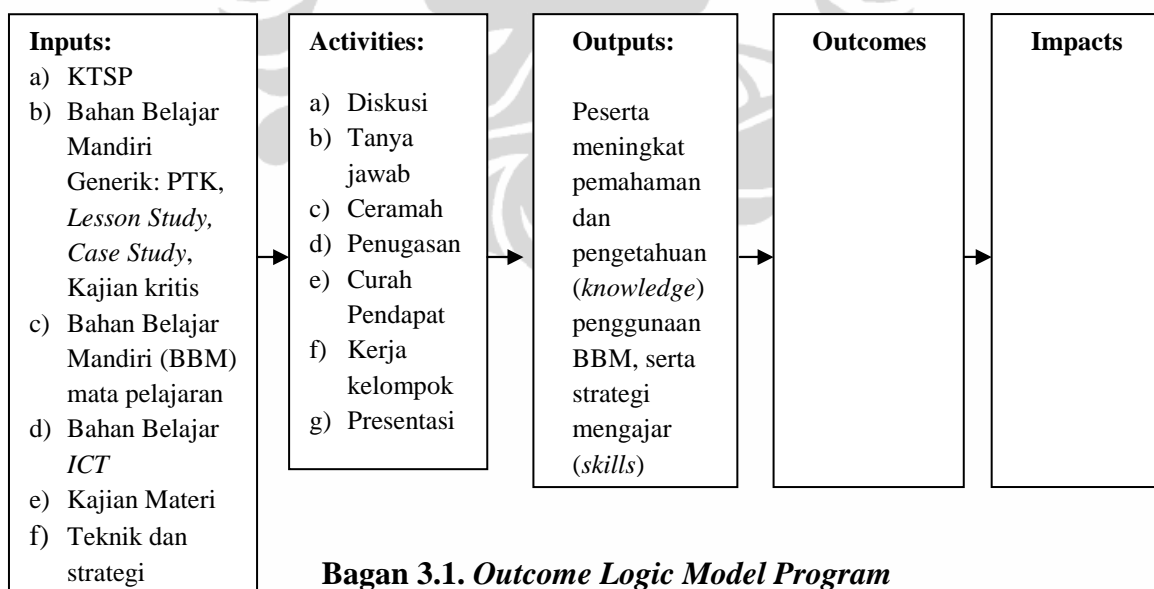 Inputs:
a) KTSP
b) Bahan Belajar
Mandiri
Generik: PTK,
Lesson Study,
Case Study,
Kajian kritis
c) Bahan Belajar
Mandiri (BBM)
mata pelajaran
d) Bahan Belajar
ICT
e) Kajian Materi
f) Teknik dan
strategi
Activities:
a) Diskusi
b) Tanya
jawab
c) Ceramah
d) Penugasan
e) Curah
Pendapat
f) Kerja
kelompok
g) Presentasi
Outputs:
Peserta
meningkat
pemahaman
dan
pengetahuan
(knowledge)
penggunaan
BBM, serta
strategi
mengajar
(skills)
Outcomes
Impacts
Bagan 3.1. Outcome Logic Model Program